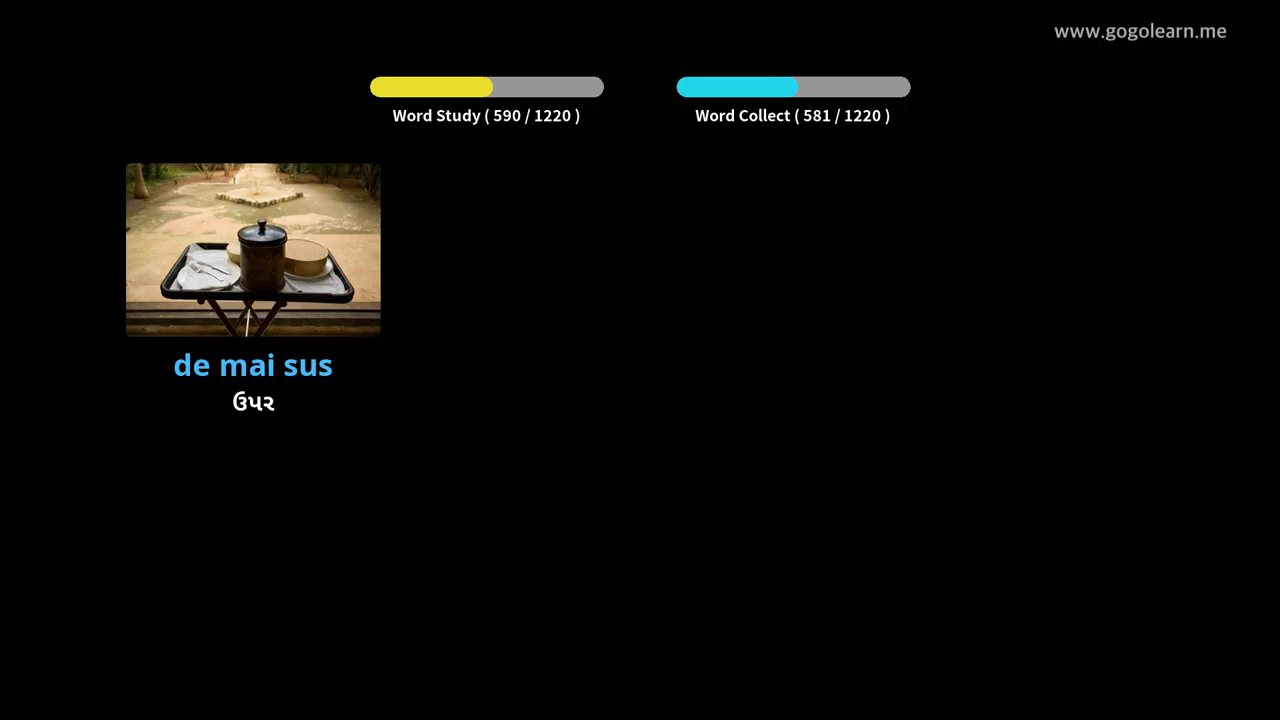 www.gogolearn.me
Word Study ( 590 / 1220 )
Word Collect ( 581 / 1220 )
de mai sus
ઉપર